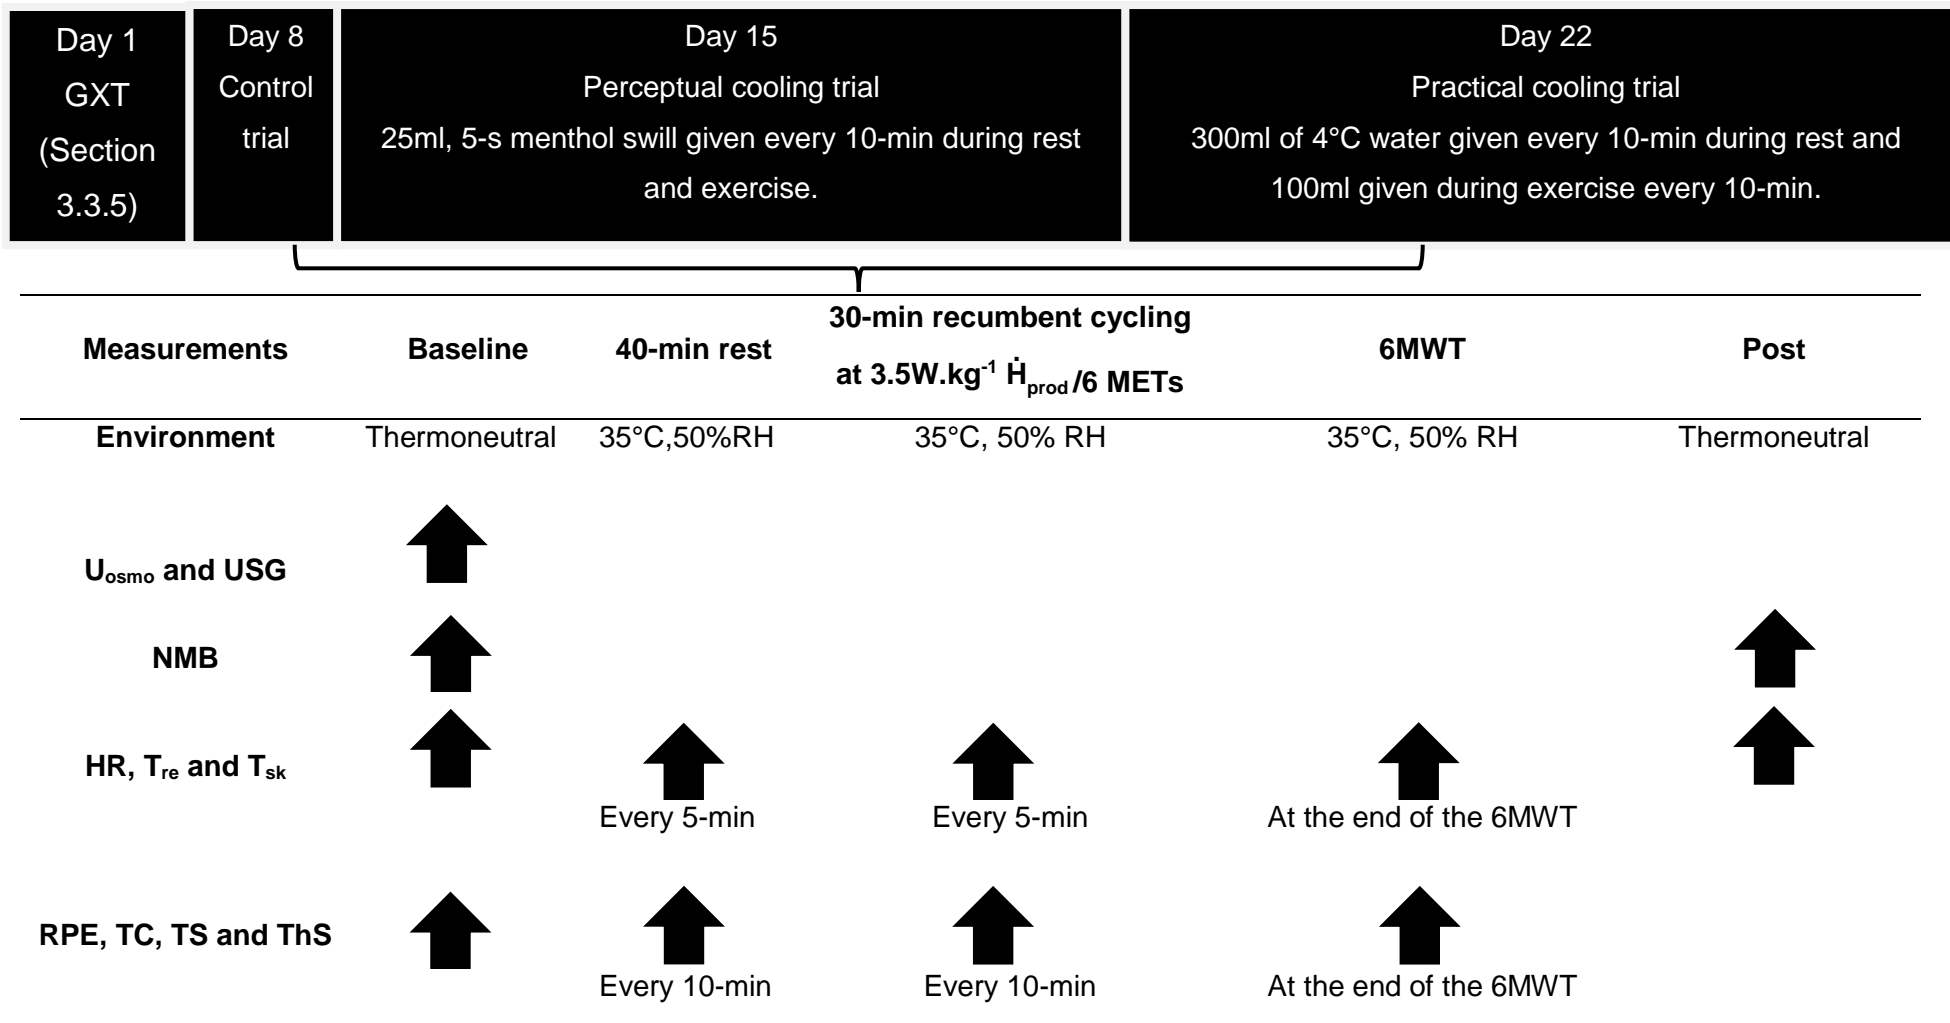 Day 1
GXT
(Section
3.3.5)
Day 8
Control
trial
Day 15
Perceptual cooling trial
25ml, 5-s menthol swill given every 10-min during rest
and exercise.
Day 22
Practical cooling trial
300ml of 4°C water given every 10-min during rest and
100ml given during exercise every 10-min.
Measurements
Baseline
40-min rest
30-min recumbent cycling
at 3.5W.kg⁻¹ Ḣprod /6 METs
6MWT
Post
Environment
Thermoneutral
35°C,50%RH
35°C, 50% RH
35°C, 50% RH
Thermoneutral
Uosmo and USG
NMB
HR, Tre and Tsk
Every 5-min
Every 5-min
At the end of the 6MWT
RPE, TC, TS and ThS
Every 10-min
Every 10-min
At the end of the 6MWT